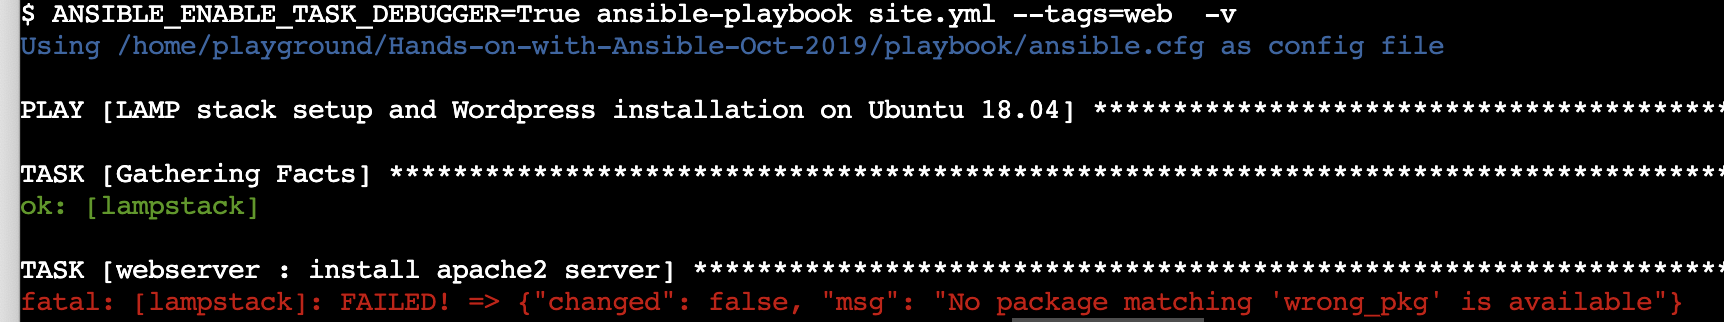 $ ANSIBLE_ENABLE_TASK_DEBUGGER=True ansible-playbook site.yml --tags=web  -v
Using /home/playground/Hands-on-with-Ansible-Oct-2019/playbook/ansible.cfg as config file
PLAY [LAMP stack setup and Wordpress installation on Ubuntu 18.04] ****************************************
TASK [Gathering Facts] ************************************************************************************
ok: [lampstack]
TASK [webserver : install apache2 server] *****************************************************************
fatal: [lampstack]: FAILED! => {"changed": false, "msg": "No package matching 'wrong_pkg' is available"}